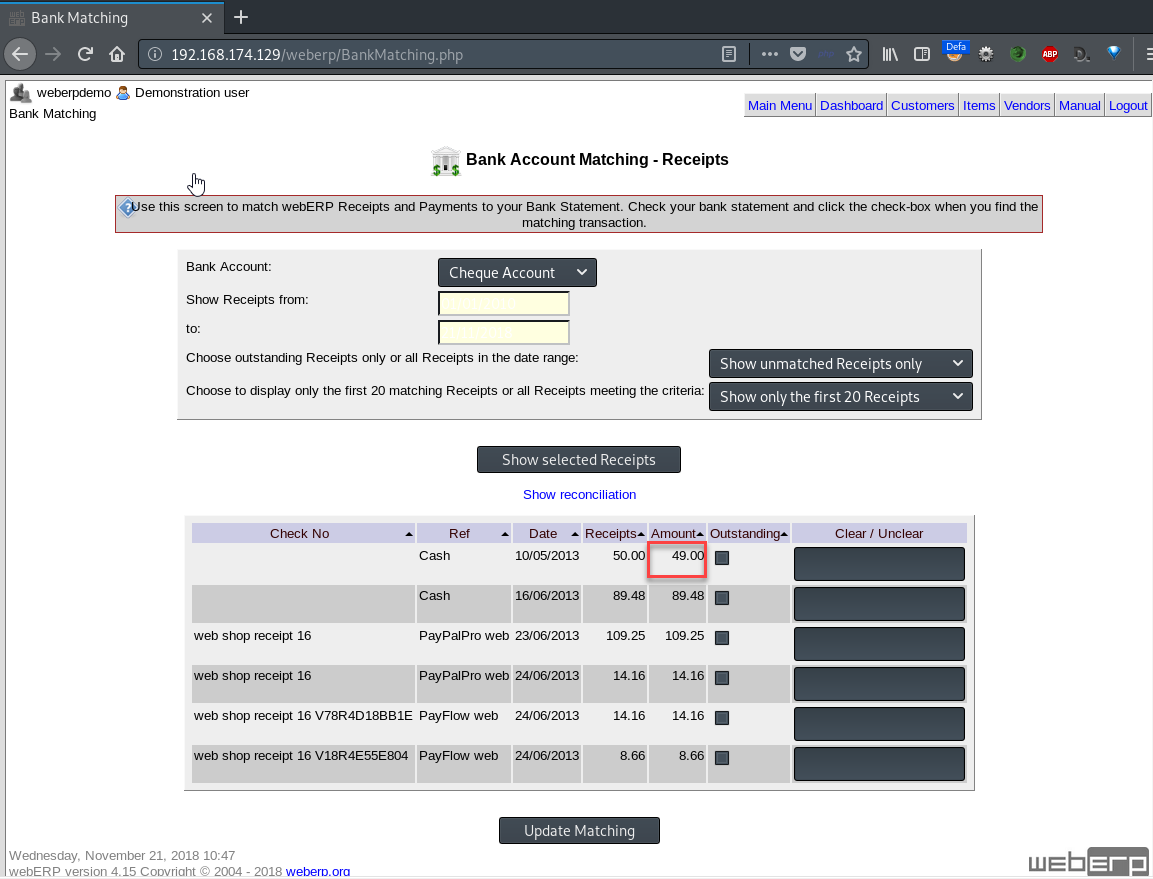 Bank Matching
192.168.174.129/weberp/BankMatching.php
Defa
ABP
weberpdemo Demonstration user
Bank Matching
Main Menu Dashboard Customers Items Vendors Manual Logout
Bank Account Matching - Receipts
Use this screen to match webERP Receipts and Payments to your Bank Statement. Check your bank statement and click the check-box when you find the
matching transaction.
Bank Account: Cheque Account
Show Receipts from:
to:
Choose outstanding Receipts only or all Receipts in the date range: Show unmatched Receipts only
Choose to display only the first 20 matching Receipts or all Receipts meeting the criteria: Show only the first 20 Receipts
Show selected Receipts
Show reconciliation
Check No Ref Date Receipts Amount Outstanding Clear / Unclear
Cash 10/05/2013 50.00 49.00
Cash 16/06/2013 89.48 89.48
web shop receipt 16 PayPalPro web 23/06/2013 109.25 109.25
web shop receipt 16 PayPalPro web 24/06/2013 14.16 14.16
web shop receipt 16 V78R4D18BB1E PayFlow web 24/06/2013 14.16 14.16
web shop receipt 16 V18R4E55E804 PayFlow web 24/06/2013 8.66 8.66
Update Matching
Wednesday, November 21, 2018 10:47
webERP version 4.15 Copyright © 2004 - 2018 weberp.org
weberp